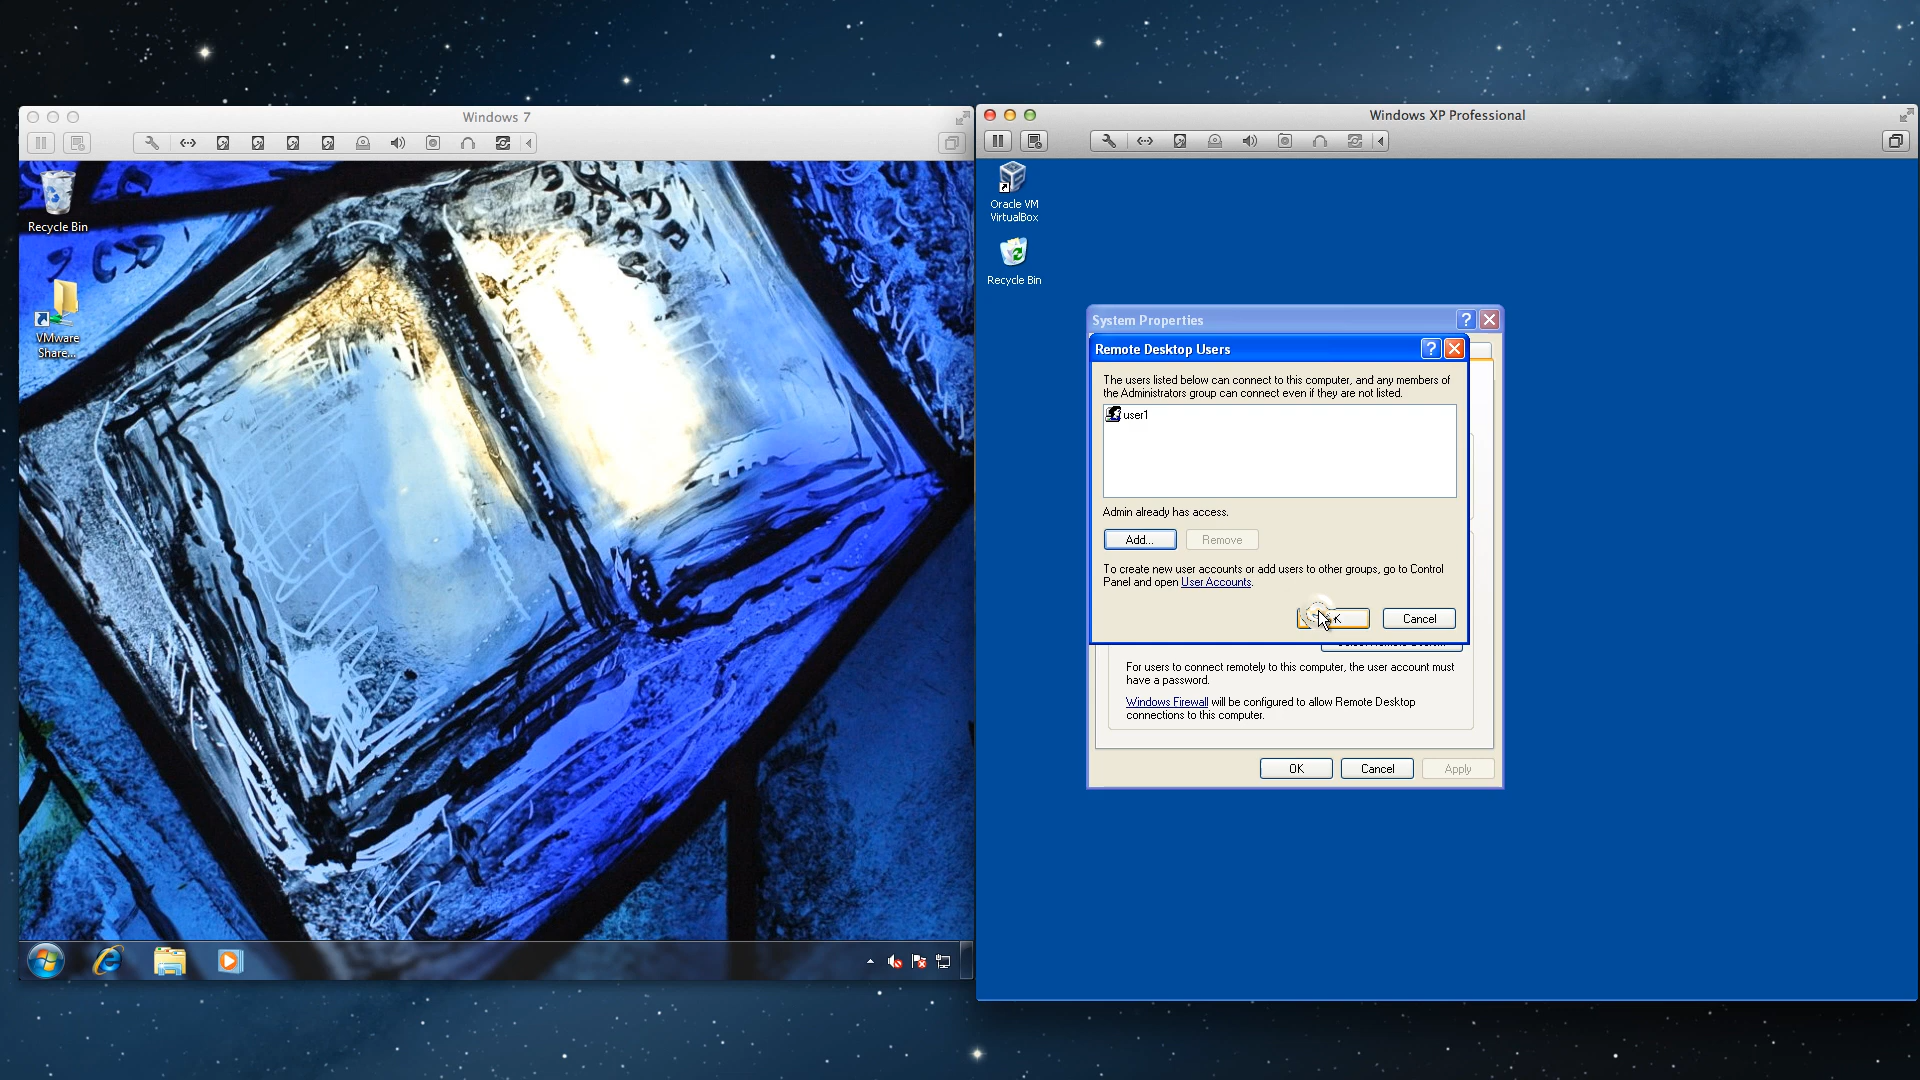 Windows 7
Recycle Bin
VMware
Share...
Windows XP Professional
Oracle VM
VirtualBox
Recycle Bin
System Properties
Remote Desktop Users
The users listed below can connect to this computer, and any members of
the Administrators group can connect even if they are not listed.
user1
Admin already has access.
Add...
Remove
To create new user accounts or add users to other groups, go to Control
Panel and open User Accounts.
Cancel
For users to connect remotely to this computer, the user account must
have a password.
Windows Firewall will be configured to allow Remote Desktop
connections to this computer.
OK
Cancel
Apply